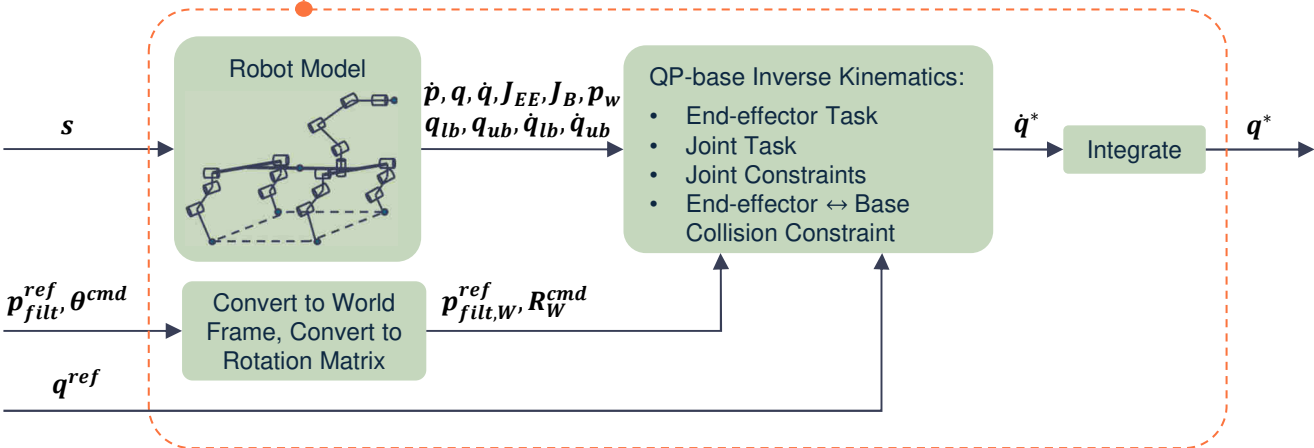 Robot Model
s
ṗ, q, q̇, J_EE, J_B, p_w
q_lb, q_ub, q̇_lb, q̇_ub
QP-base Inverse Kinematics:
• End-effector Task
• Joint Task
• Joint Constraints
• End-effector ↔ Base
Collision Constraint
q̇*
Integrate
q*
p_filt^ref, θ^cmd
Convert to World
Frame, Convert to
Rotation Matrix
p_filt,W^ref, R_W^cmd
q^ref